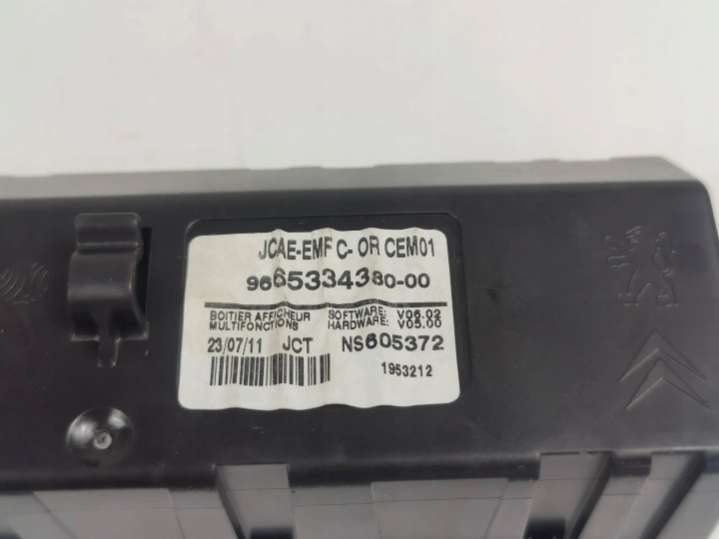 JCAE-EMF C- OR CEM01
9665334380-00
BOITIER AFFICHEUR SOFTWARE: V06.02
MULTIFONCTIONS HARDWARE: V05.00
23/07/11 JCT NS605372
1953212